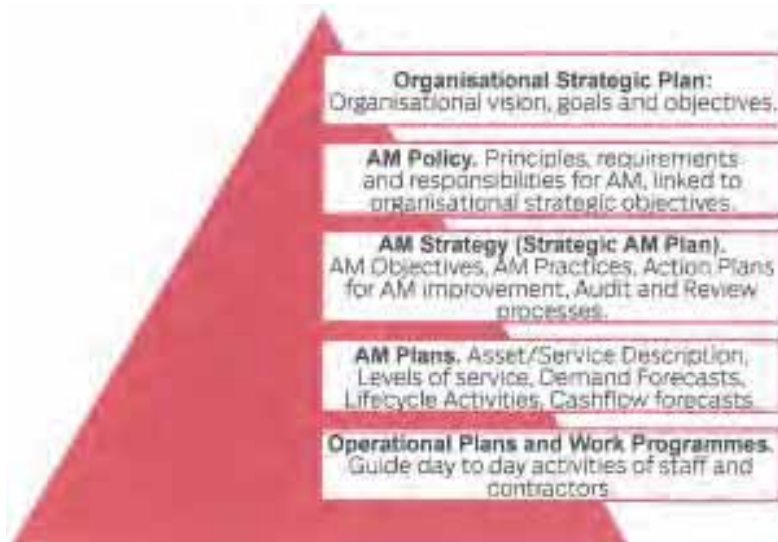 Organisational Strategic Plan:
Organisational vision, goals and objectives.
AM Policy. Principles, requirements
and responsibilities for AM, linked to
organisational strategic objectives.
AM Strategy (Strategic AM Plan).
AM Objectives, AM Practices, Action Plans
for AM improvement, Audit and Review
processes.
AM Plans. Asset/Service Description,
Levels of service, Demand Forecasts,
Lifecycle Activities, Cashflow forecasts
Operational Plans and Work Programmes.
Guide day to day activities of staff and
contractors